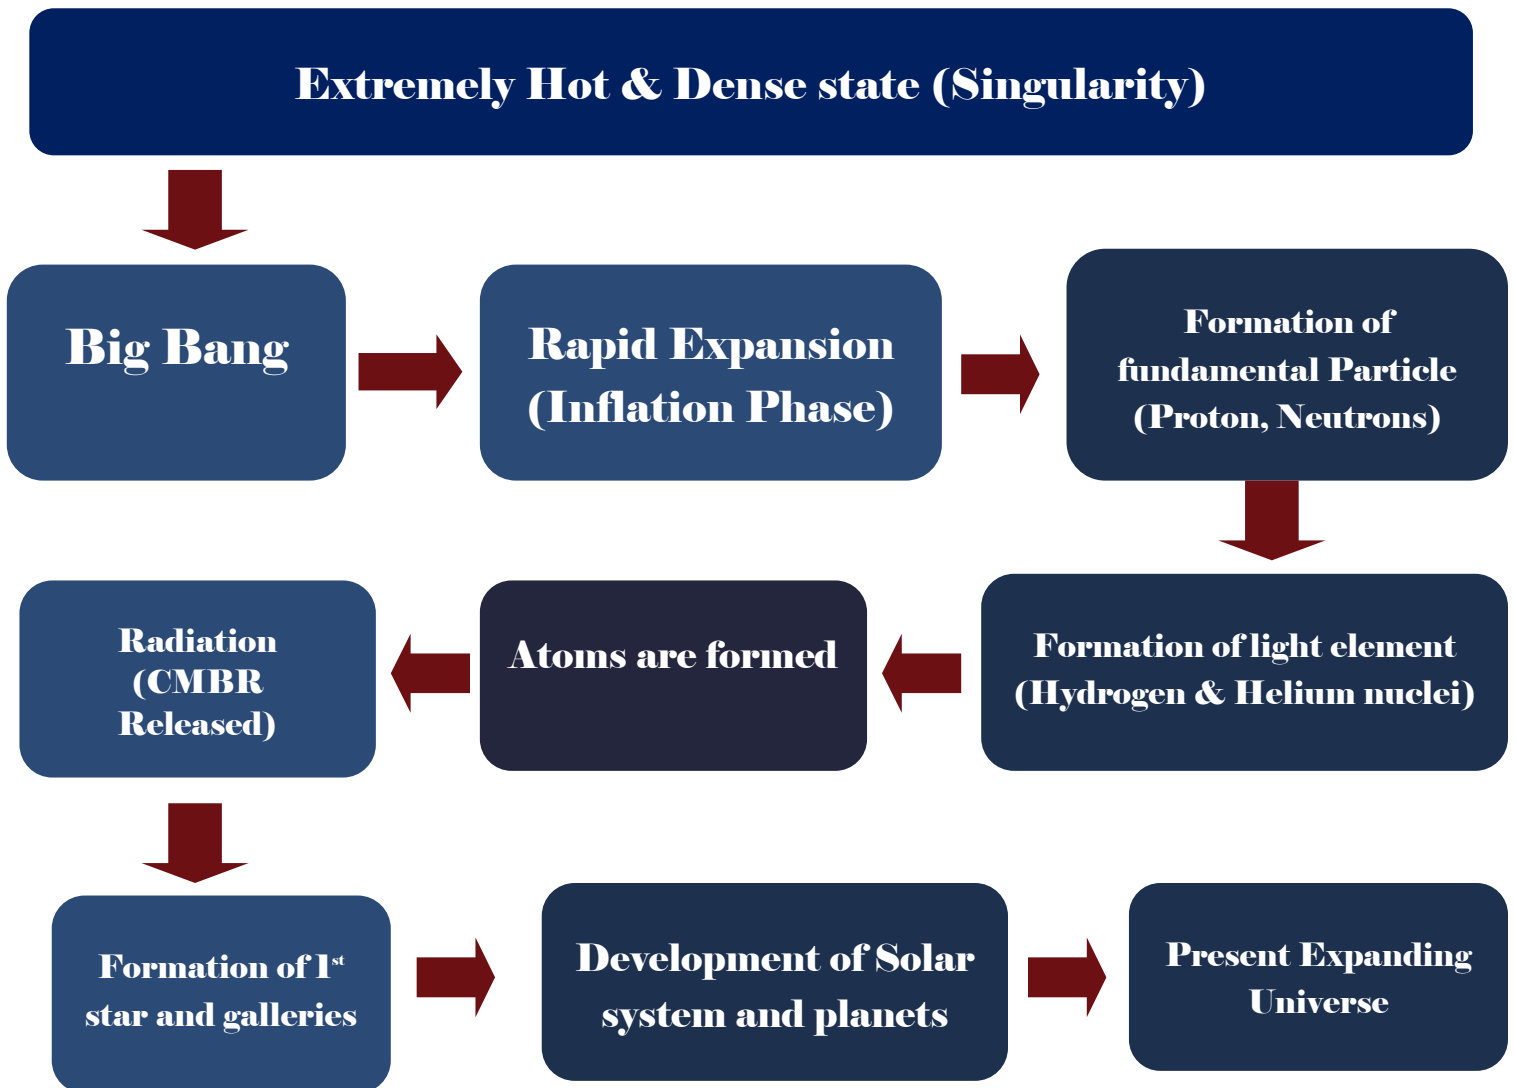 Extremely Hot & Dense state (Singularity)
Big Bang
Rapid Expansion
(Inflation Phase)
Formation of
fundamental Particle
(Proton, Neutrons)
Radiation
(CMBR
Released)
Atoms are formed
Formation of light element
(Hydrogen & Helium nuclei)
Formation of 1st
star and galleries
Development of Solar
system and planets
Present Expanding
Universe